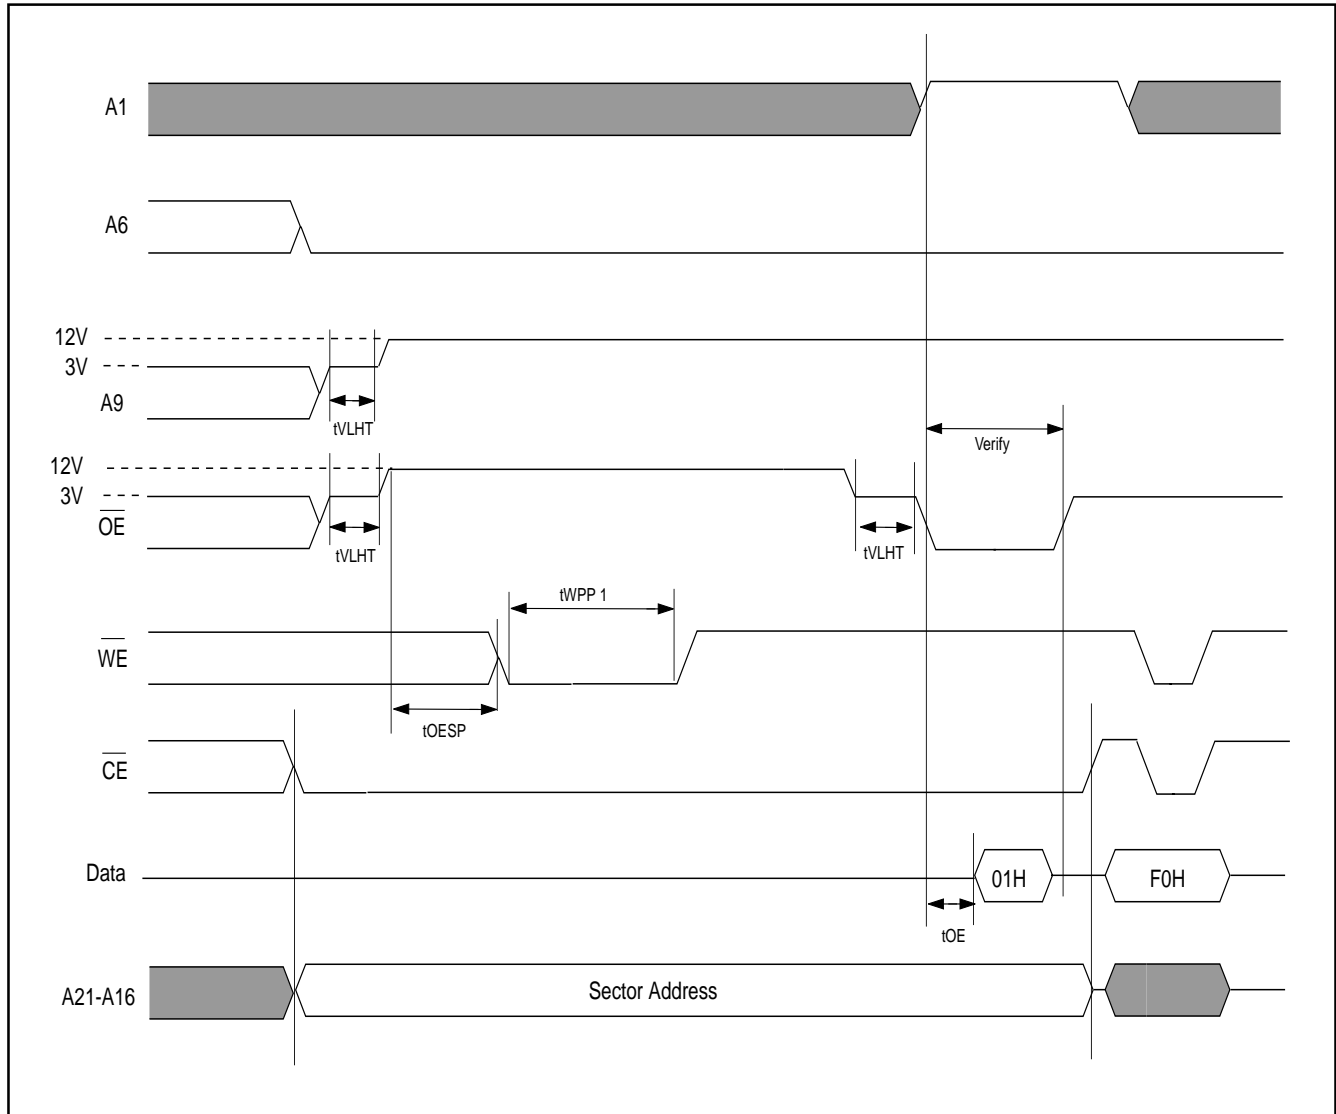 A1
A6
12V
3V
A9
tVLHT
Verify
12V
3V
OE
tVLHT
tVLHT
tWPP 1
WE
tOESP
CE
Data
01H
F0H
tOE
A21-A16
Sector Address